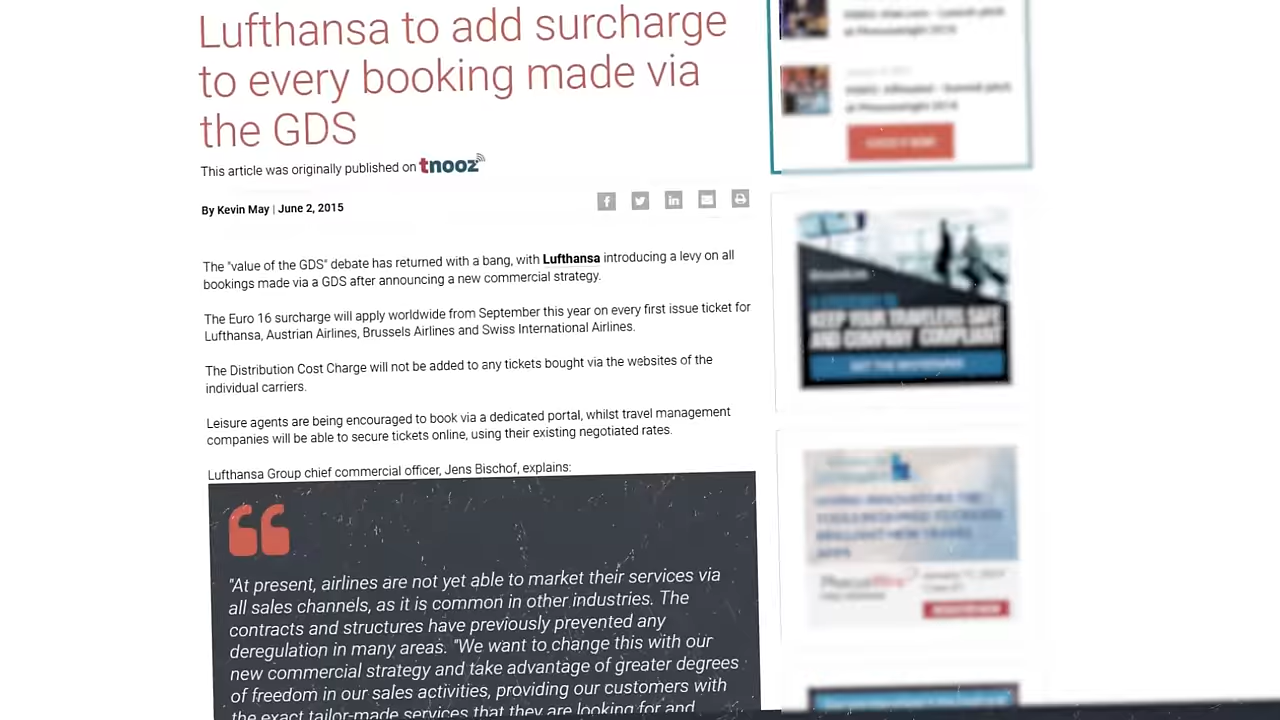 Lufthansa to add surcharge
to every booking made via
the GDS
This article was originally published on tnooz
By Kevin May | June 2, 2015
The "value of the GDS" debate has returned with a bang, with Lufthansa introducing a levy on all
bookings made via a GDS after announcing a new commercial strategy.
The Euro 16 surcharge will apply worldwide from September this year on every first issue ticket for
Lufthansa, Austrian Airlines, Brussels Airlines and Swiss International Airlines.
The Distribution Cost Charge will not be added to any tickets bought via the websites of the
individual carriers.
Leisure agents are being encouraged to book via a dedicated portal, whilst travel management
companies will be able to secure tickets online, using their existing negotiated rates.
Lufthansa Group chief commercial officer, Jens Bischof, explains:
"At present, airlines are not yet able to market their services via
all sales channels, as it is common in other industries. The
contracts and structures have previously prevented any
deregulation in many areas. "We want to change this with our
new commercial strategy and take advantage of greater degrees
of freedom in our sales activities, providing our customers with
the exact tailor-made services that they are looking for and
KEEP YOUR TRAVELERS SAFE
AND COMPANY COMPLIANT